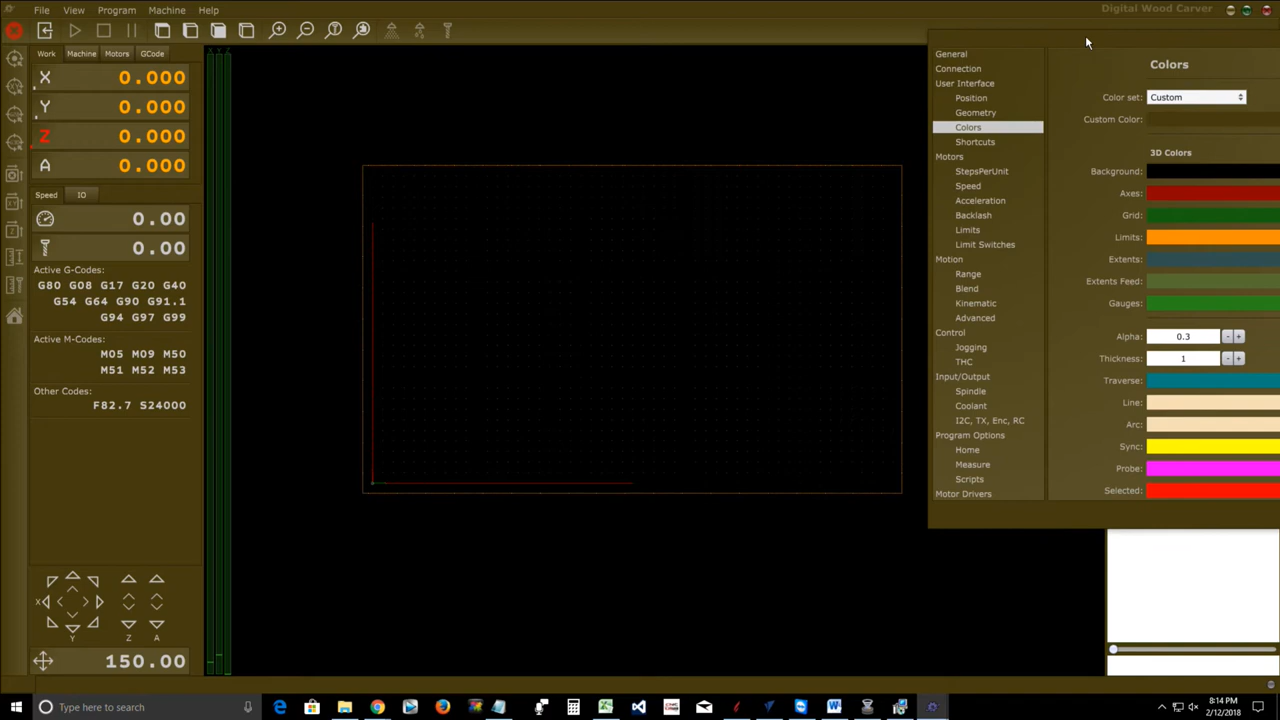 Digital Wood Carver
File View Program Machine Help
Work Machine Motors GCode
X 0.000
Y 0.000
Z 0.000
A 0.000
Speed IO
0.00
0.00
Active G-Codes:
G80 G08 G17 G20 G40
G54 G64 G90 G91.1
G94 G97 G99
Active M-Codes:
M05 M09 M50
M51 M52 M53
Other Codes:
F82.7 S24000
X
Y
Z
A
150.00
General
Connection
User Interface
Position
Geometry
Colors
Shortcuts
Motors
StepsPerUnit
Speed
Acceleration
Backlash
Limits
Limit Switches
Motion
Range
Blend
Kinematic
Advanced
Control
Jogging
THC
Input/Output
Spindle
Coolant
I2C, TX, Enc, RC
Program Options
Home
Measure
Scripts
Motor Drivers
Colors
Color set: Custom
Custom Color:
3D Colors
Background:
Axes:
Grid:
Limits:
Extents:
Extents Feed:
Gauges:
Alpha: 0.3 - +
Thickness: 1 - +
Traverse:
Line:
Arc:
Sync:
Probe:
Selected:
Type here to search
8:14 PM
2/12/2018